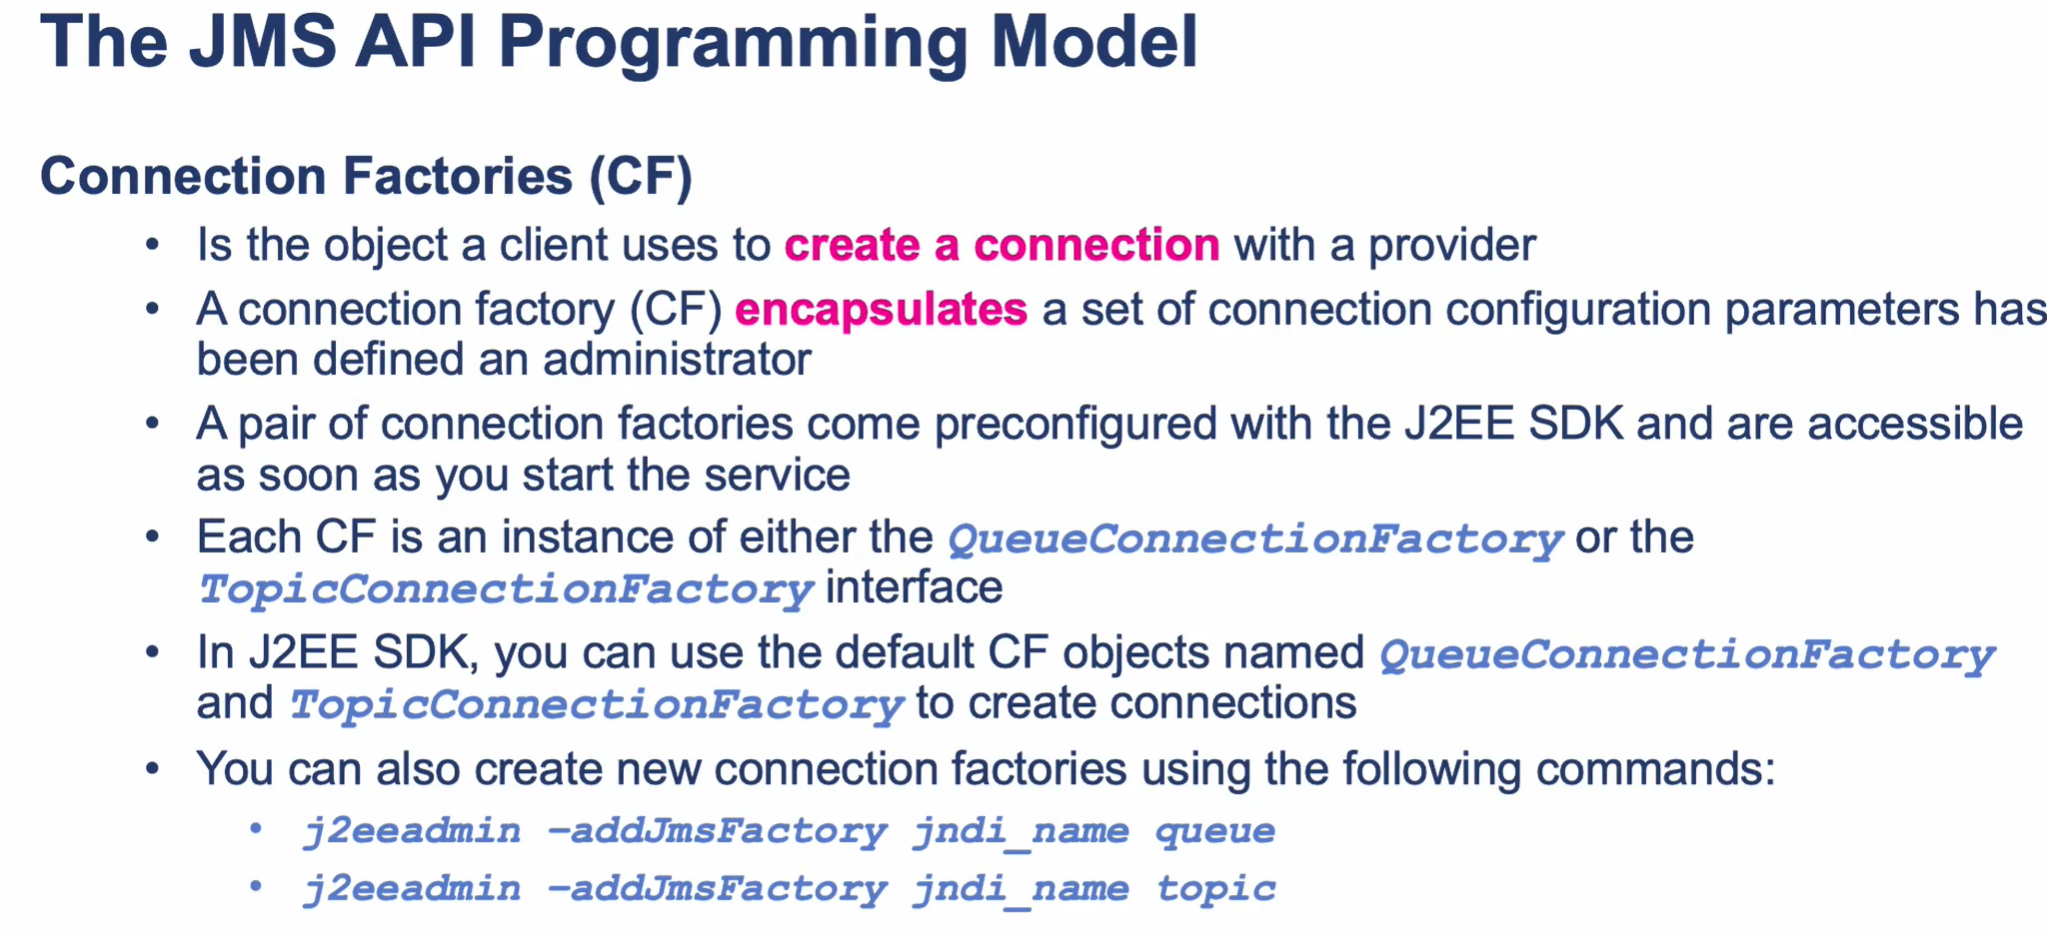 The JMS API Programming Model
Connection Factories (CF)
• Is the object a client uses to create a connection with a provider
• A connection factory (CF) encapsulates a set of connection configuration parameters has
been defined an administrator
• A pair of connection factories come preconfigured with the J2EE SDK and are accessible
as soon as you start the service
• Each CF is an instance of either the QueueConnectionFactory or the
TopicConnectionFactory interface
• In J2EE SDK, you can use the default CF objects named QueueConnectionFactory
and TopicConnectionFactory to create connections
• You can also create new connection factories using the following commands:
• j2eeadmin –addJmsFactory jndi_name queue
• j2eeadmin –addJmsFactory jndi_name topic